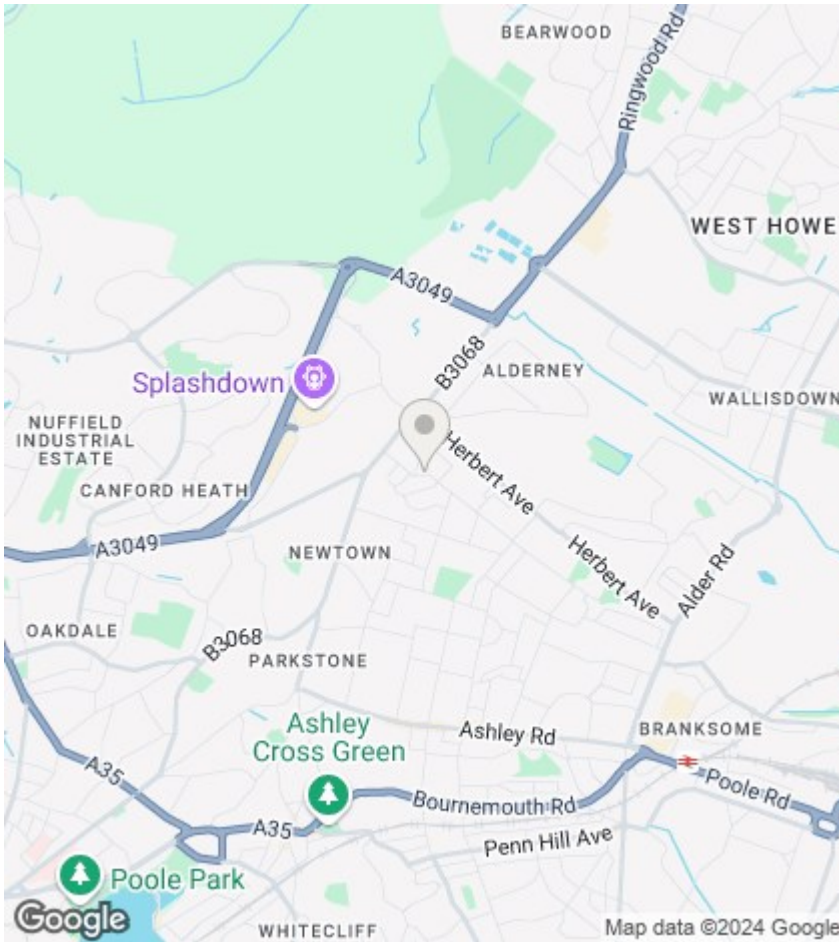 BEARWOOD
Ringwood Rd
WEST HOWE
A3049
B3068
ALDERNEY
Splashdown
WALLISDOWN
NUFFIELD
INDUSTRIAL
ESTATE
Herbert Ave
CANFORD HEATH
A3049
NEWTOWN
Herbert Ave
Alder Rd
OAKDALE
B3068
PARKSTONE
Ashley
Cross Green
Ashley Rd
BRANKSOME
A35
Poole Rd
Bournemouth Rd
A35
Penn Hill Ave
Poole Park
Google
WHITECLIFF
Map data ©2024 Google